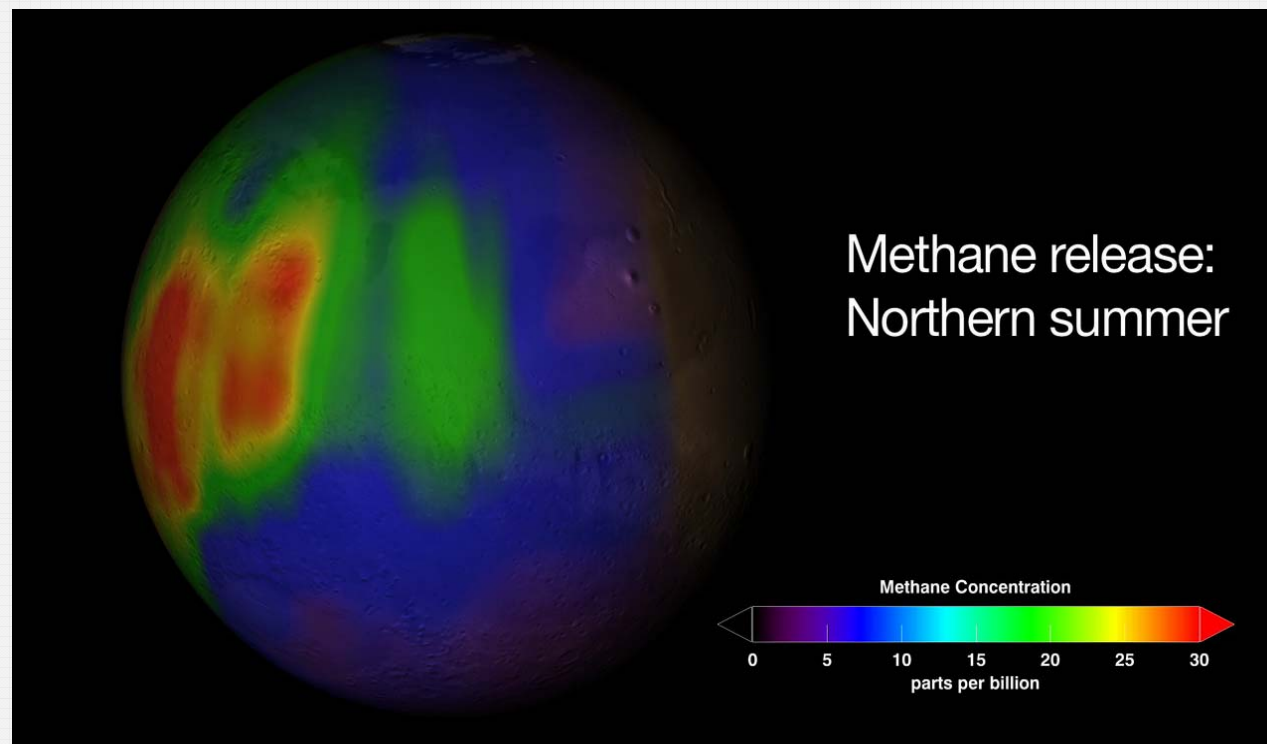 Methane release:
Northern summer
Methane Concentration
0 5 10 15 20 25 30
parts per billion